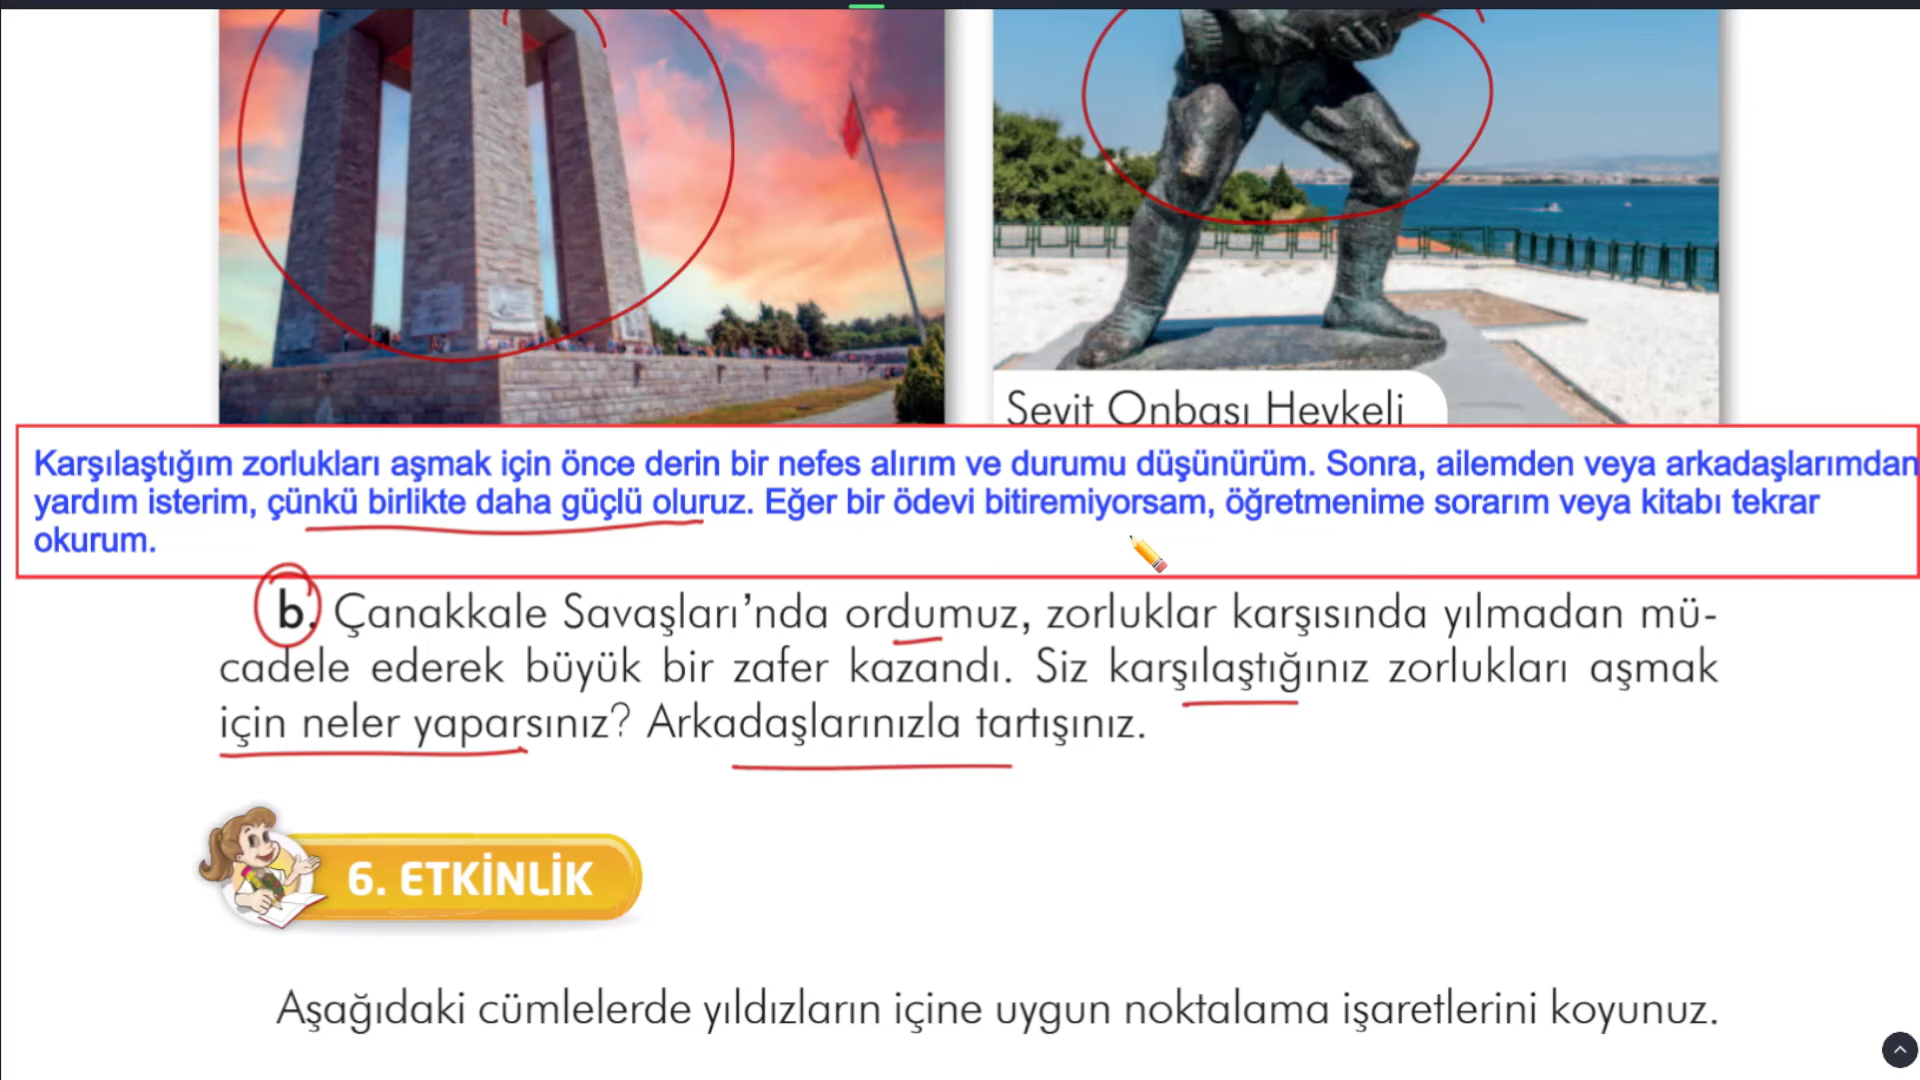 Seyit Onbaşı Heykeli
Karşılaştığım zorlukları aşmak için önce derin bir nefes alırım ve durumu düşünürüm. Sonra, ailemden veya arkadaşlarımdan
yardım isterim, çünkü birlikte daha güçlü oluruz. Eğer bir ödevi bitiremiyorsam, öğretmenime sorarım veya kitabı tekrar
okurum.
b. Çanakkale Savaşları’nda ordumuz, zorluklar karşısında yılmadan mü-
cadele ederek büyük bir zafer kazandı. Siz karşılaştığınız zorlukları aşmak
için neler yaparsınız? Arkadaşlarınızla tartışınız.
6. ETKİNLİK
Aşağıdaki cümlelerde yıldızların içine uygun noktalama işaretlerini koyunuz.